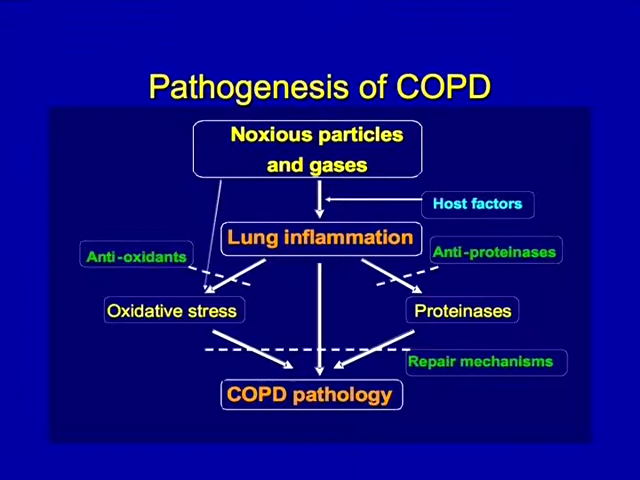 Pathogenesis of COPD
Noxious particles
and gases
Host factors
Lung inflammation
Anti-oxidants
Anti-proteinases
Oxidative stress
Proteinases
Repair mechanisms
COPD pathology